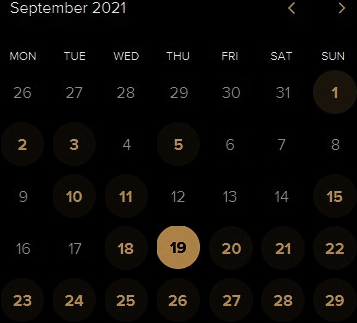 September 2021
MON TUE WED THU FRI SAT SUN
26 27 28 29 30 31 1
2 3 4 5 6 7 8
9 10 11 12 13 14 15
16 17 18 19 20 21 22
23 24 25 26 27 28 29